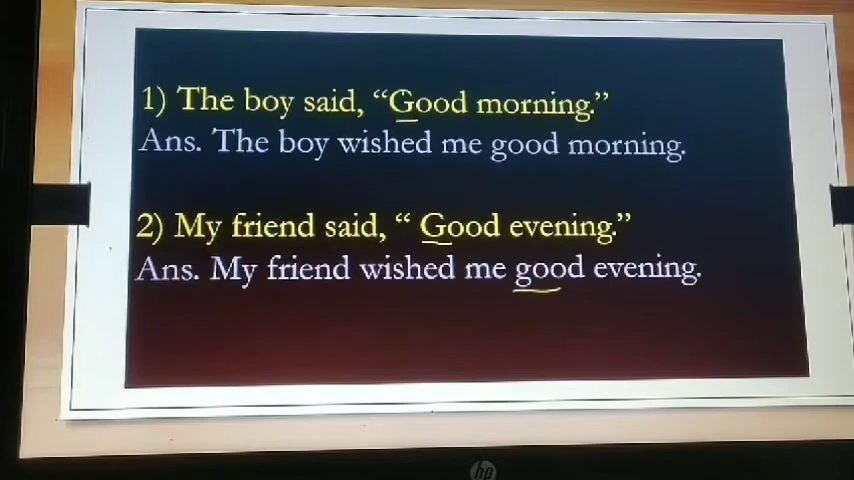 1) The boy said, “Good morning.”
Ans. The boy wished me good morning.
2) My friend said, “ Good evening.”
Ans. My friend wished me good evening.
hp